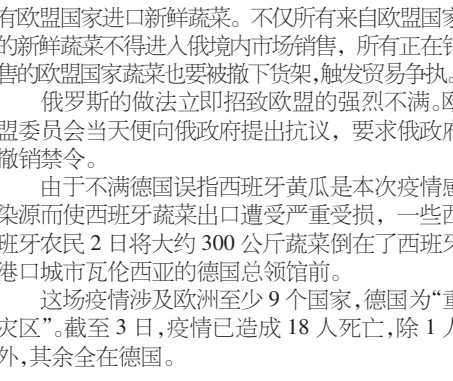 有欧盟国家进口新鲜蔬菜。不仅所有来自欧盟国家
的新鲜蔬菜不得进入俄境内市场销售，所有正在销
售的欧盟国家蔬菜也要被撤下货架,触发贸易争执。
俄罗斯的做法立即招致欧盟的强烈不满。欧
盟委员会当天便向俄政府提出抗议，要求俄政府
撤销禁令。
由于不满德国误指西班牙黄瓜是本次疫情感
染源而使西班牙蔬菜出口遭受严重受损，一些西
班牙农民 2 日将大约 300 公斤蔬菜倒在了西班牙
港口城市瓦伦西亚的德国总领馆前。
这场疫情涉及欧洲至少 9 个国家,德国为“重
灾区”。截至 3 日,疫情已造成 18 人死亡,除 1 人
外,其余全在德国。